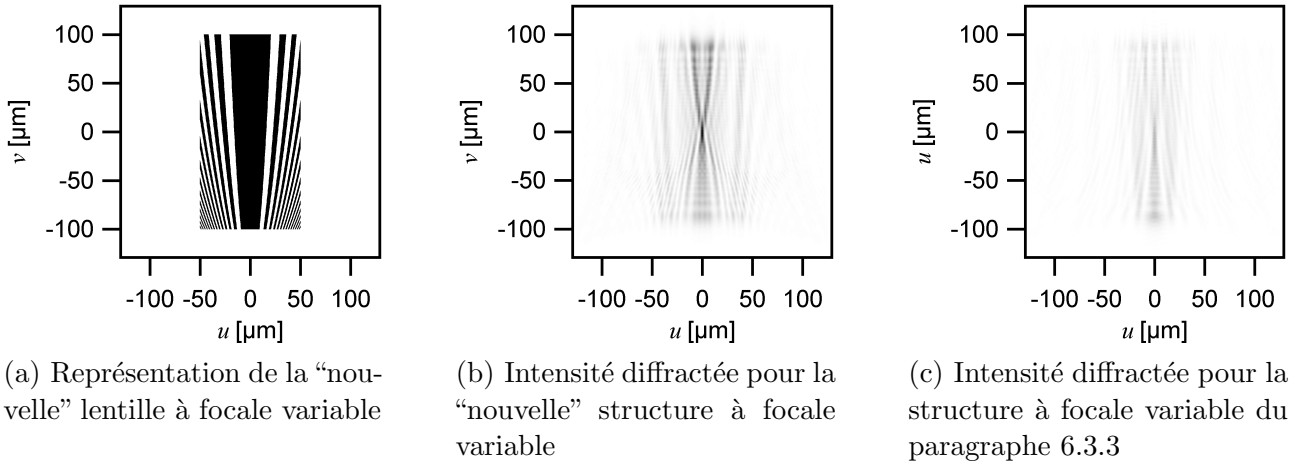 100
50
0
-50
-100
v [µm]
-100 -50 0 50 100
u [µm]
(a) Représentation de la “nou-
velle” lentille à focale variable
100
50
0
-50
-100
v [µm]
-100 -50 0 50 100
u [µm]
(b) Intensité diffractée pour la
“nouvelle” structure à focale
variable
100
50
0
-50
-100
u [µm]
-100 -50 0 50 100
u [µm]
(c) Intensité diffractée pour la
structure à focale variable du
paragraphe 6.3.3